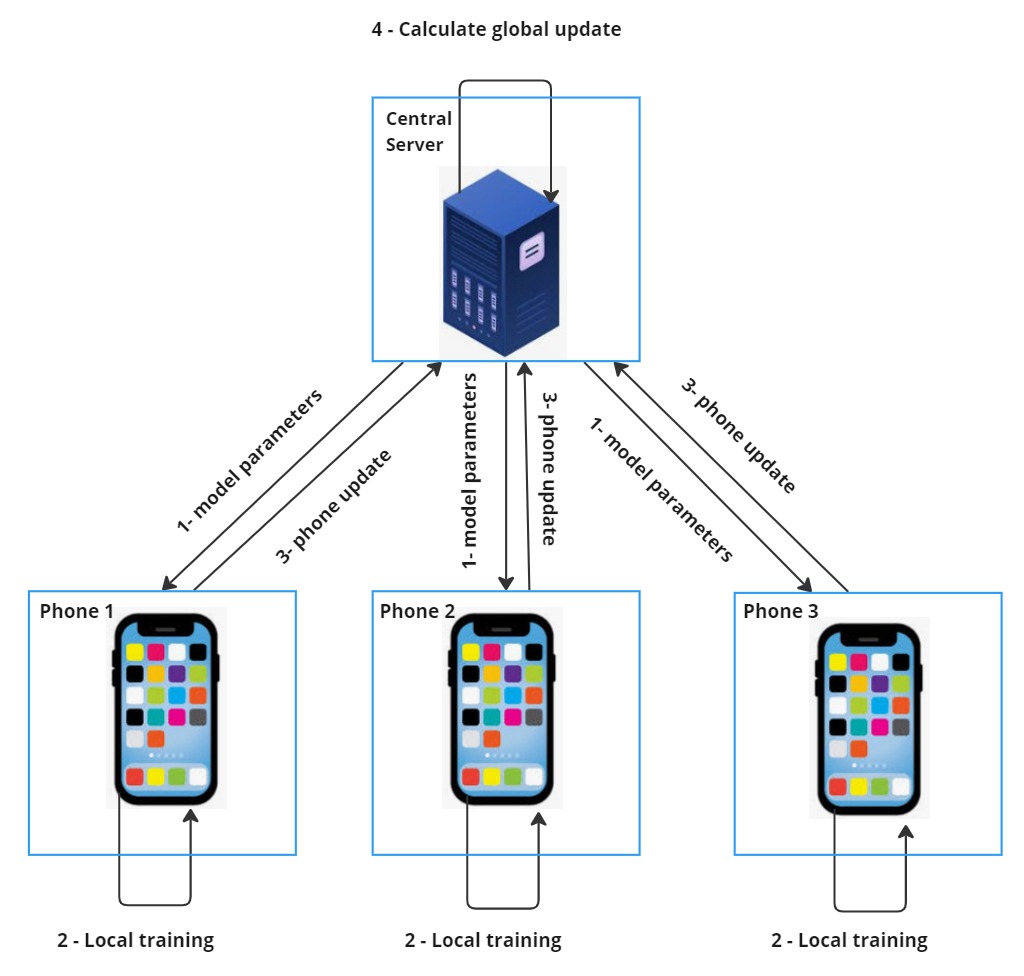 4 - Calculate global update
Central
Server
1- model parameters
3- phone update
1- model parameters
3- phone update
1- model parameters
3- phone update
Phone 1
Phone 2
Phone 3
2 - Local training
2 - Local training
2 - Local training